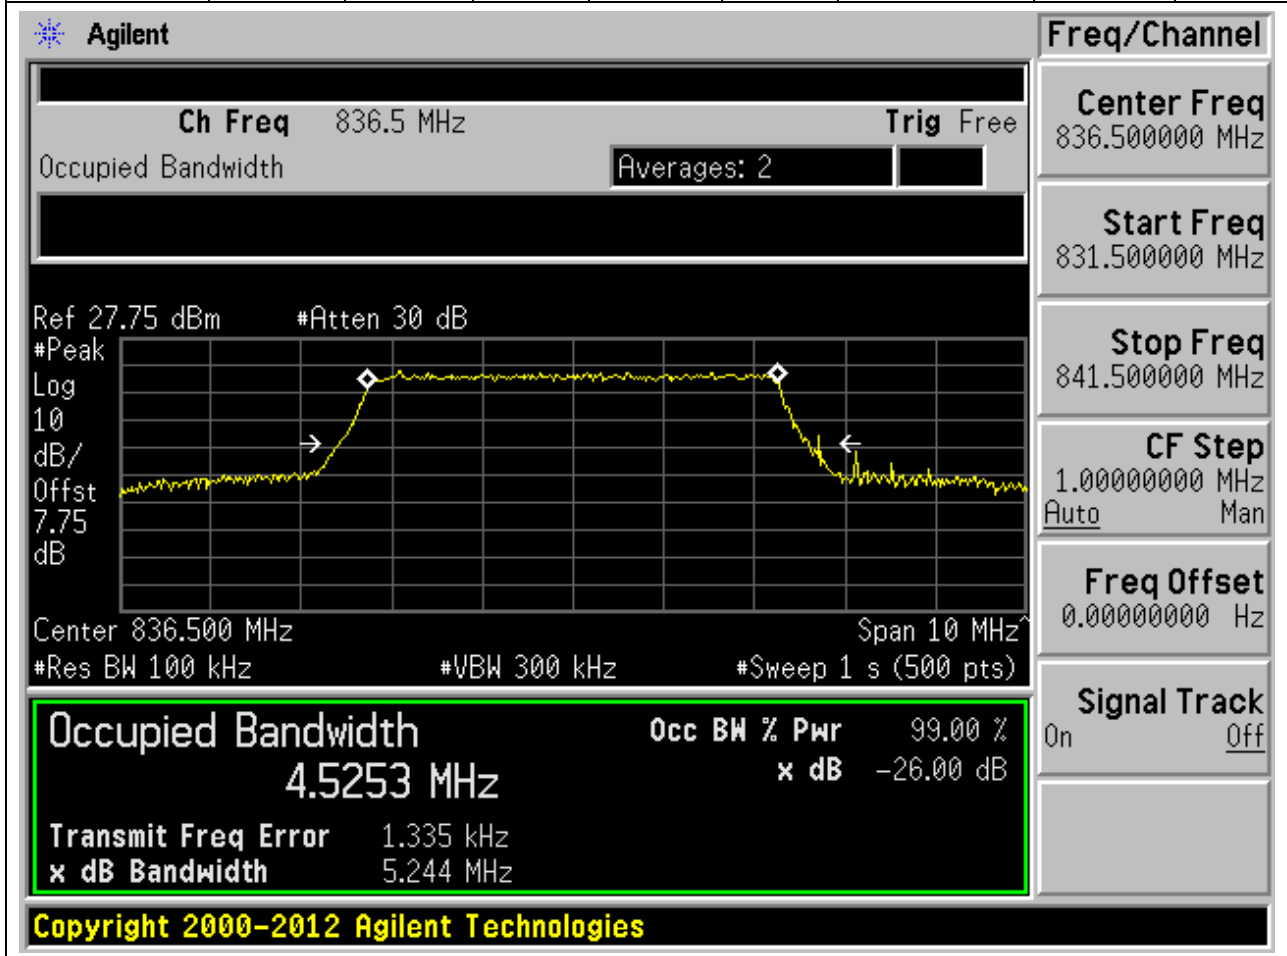 Agilent
Freq/Channel
Ch Freq 836.5 MHz Trig Free
Occupied Bandwidth Averages: 2
Center Freq
836.500000 MHz
Start Freq
831.500000 MHz
Stop Freq
841.500000 MHz
CF Step
1.00000000 MHz
Auto Man
Freq Offset
0.00000000 Hz
Signal Track
On Off
Ref 27.75 dBm #Atten 30 dB
#Peak
Log
10
dB/
Offst
7.75
dB
Center 836.500 MHz Span 10 MHz^
#Res BW 100 kHz #VBW 300 kHz #Sweep 1 s (500 pts)
Occupied Bandwidth Occ BW % Pwr 99.00 %
4.5253 MHz x dB -26.00 dB
Transmit Freq Error 1.335 kHz
x dB Bandwidth 5.244 MHz
Copyright 2000-2012 Agilent Technologies